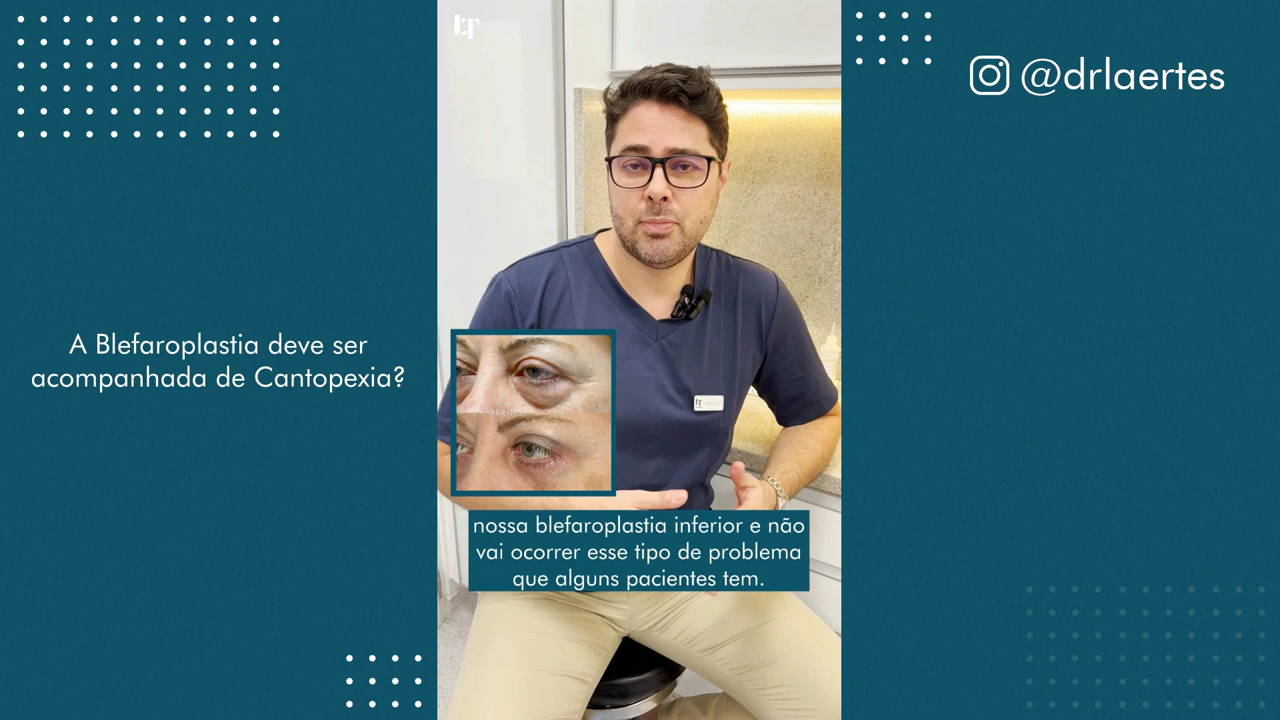 LT
@drlaertes
A Blefaroplastia deve ser
acompanhada de Cantopexia?
nossa blefaroplastia inferior e não
vai ocorrer esse tipo de problema
que alguns pacientes tem.